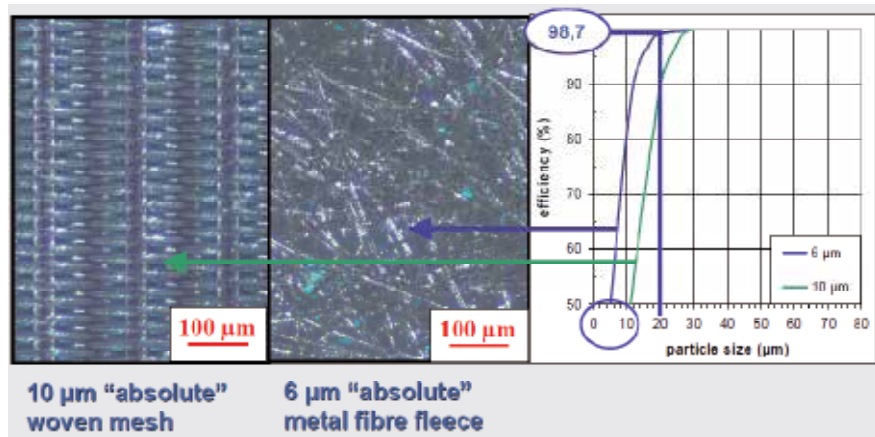 98,7
90
80
70
60
50
efficiency (%)
0 10 20 30 40 50 60 70 80
particle size (µm)
6 µm
10 µm
100 µm
100 µm
10 µm “absolute”
woven mesh
6 µm “absolute”
metal fibre fleece